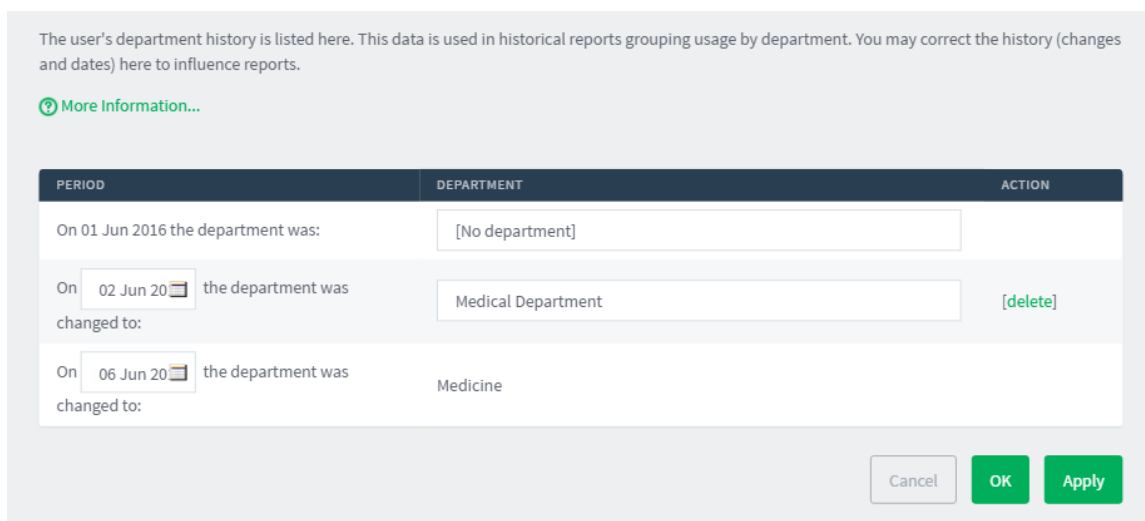 The user's department history is listed here. This data is used in historical reports grouping usage by department. You may correct the history (changes
and dates) here to influence reports.
More Information...
PERIOD DEPARTMENT ACTION
On 01 Jun 2016 the department was: [No department]
On 02 Jun 20 the department was
changed to: Medical Department [delete]
On 06 Jun 20 the department was
changed to: Medicine
Cancel OK Apply